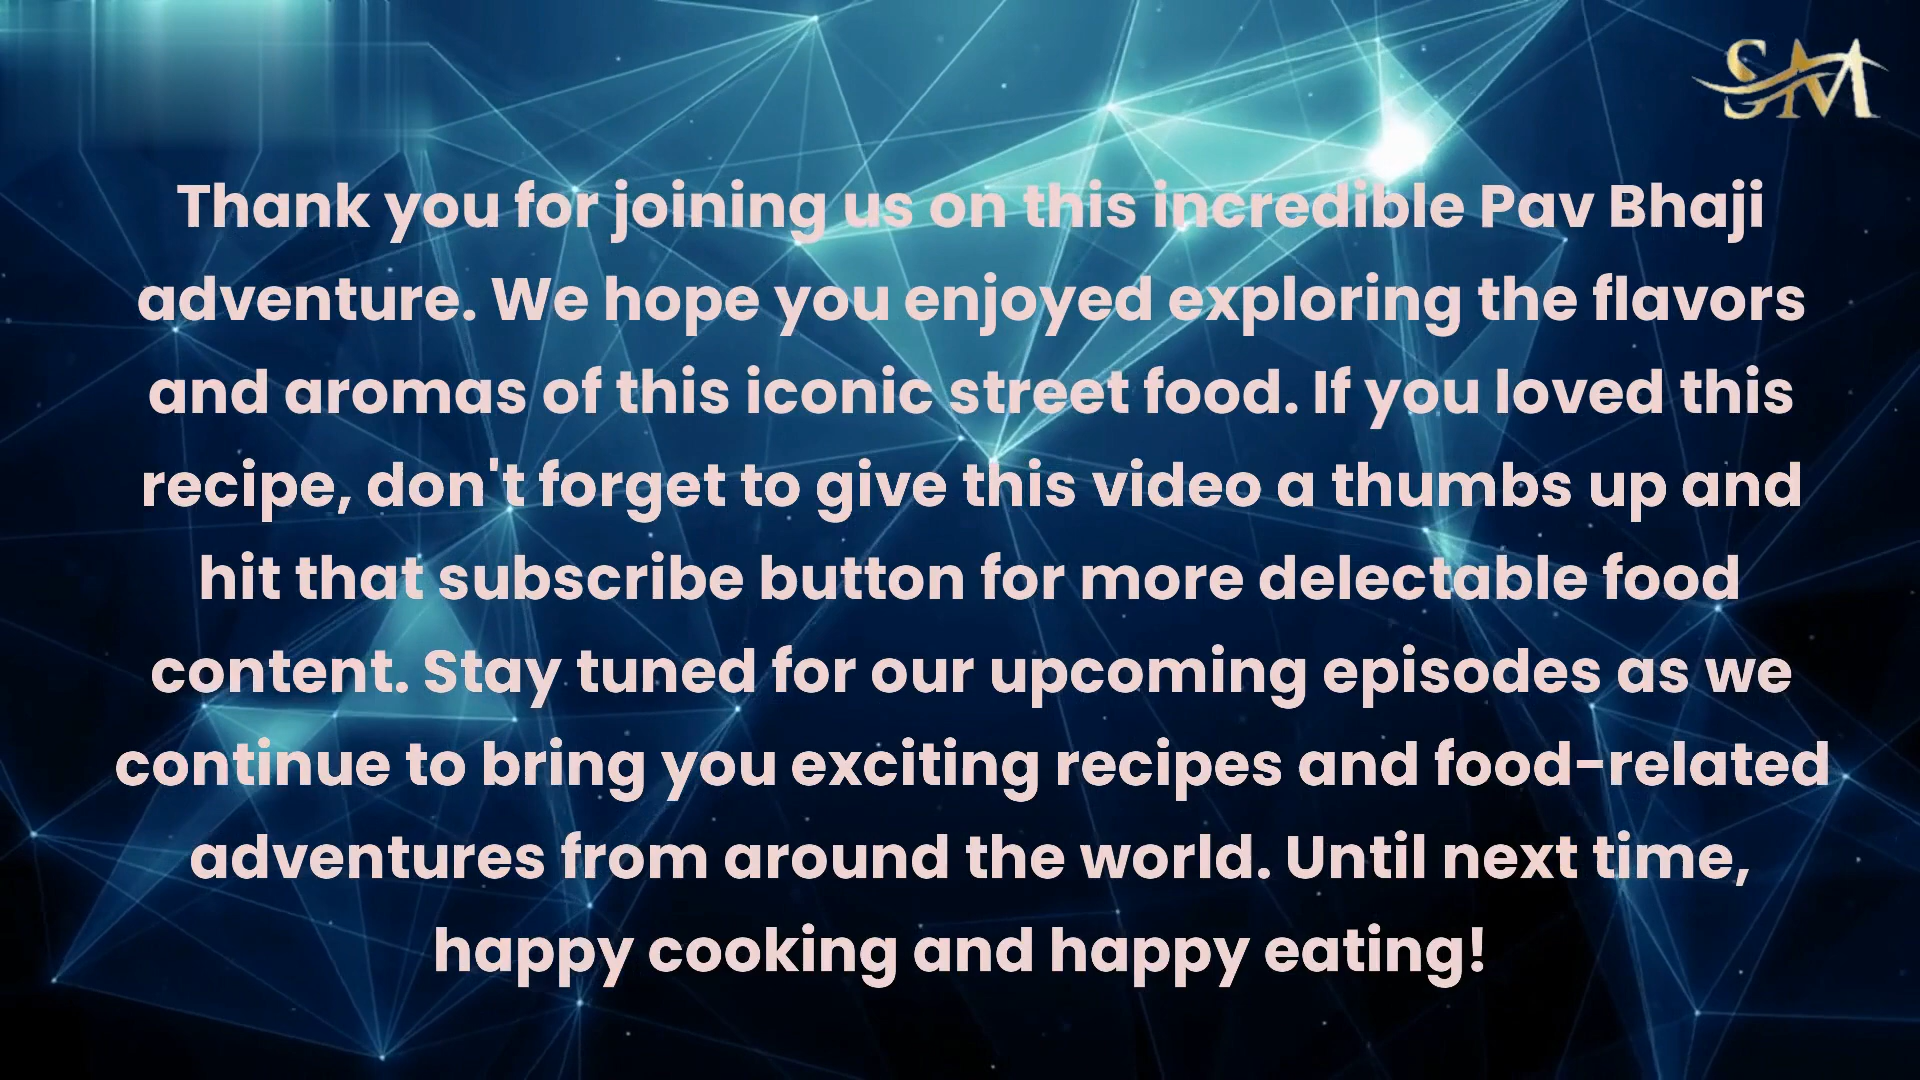 SAM
Thank you for joining us on this incredible Pav Bhaji
adventure. We hope you enjoyed exploring the flavors
and aromas of this iconic street food. If you loved this
recipe, don't forget to give this video a thumbs up and
hit that subscribe button for more delectable food
content. Stay tuned for our upcoming episodes as we
continue to bring you exciting recipes and food-related
adventures from around the world. Until next time,
happy cooking and happy eating!